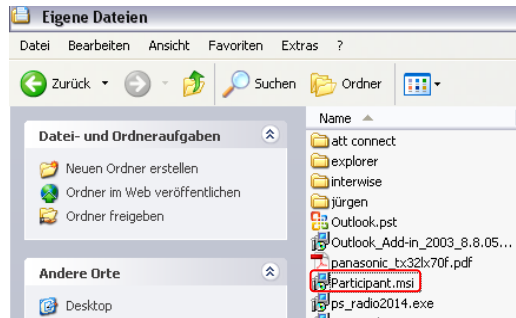 Eigene Dateien
Datei Bearbeiten Ansicht Favoriten Extras ?
Zurück Suchen Ordner
Name
Datei- und Ordneraufgaben
Neuen Ordner erstellen
Ordner im Web veröffentlichen
Ordner freigeben
Andere Orte
Desktop
att connect
explorer
interwise
jürgen
Outlook.pst
Outlook_Add-in_2003_8.8.05...
panasonic_tx32lx70f.pdf
Participant.msi
ps_radio2014.exe